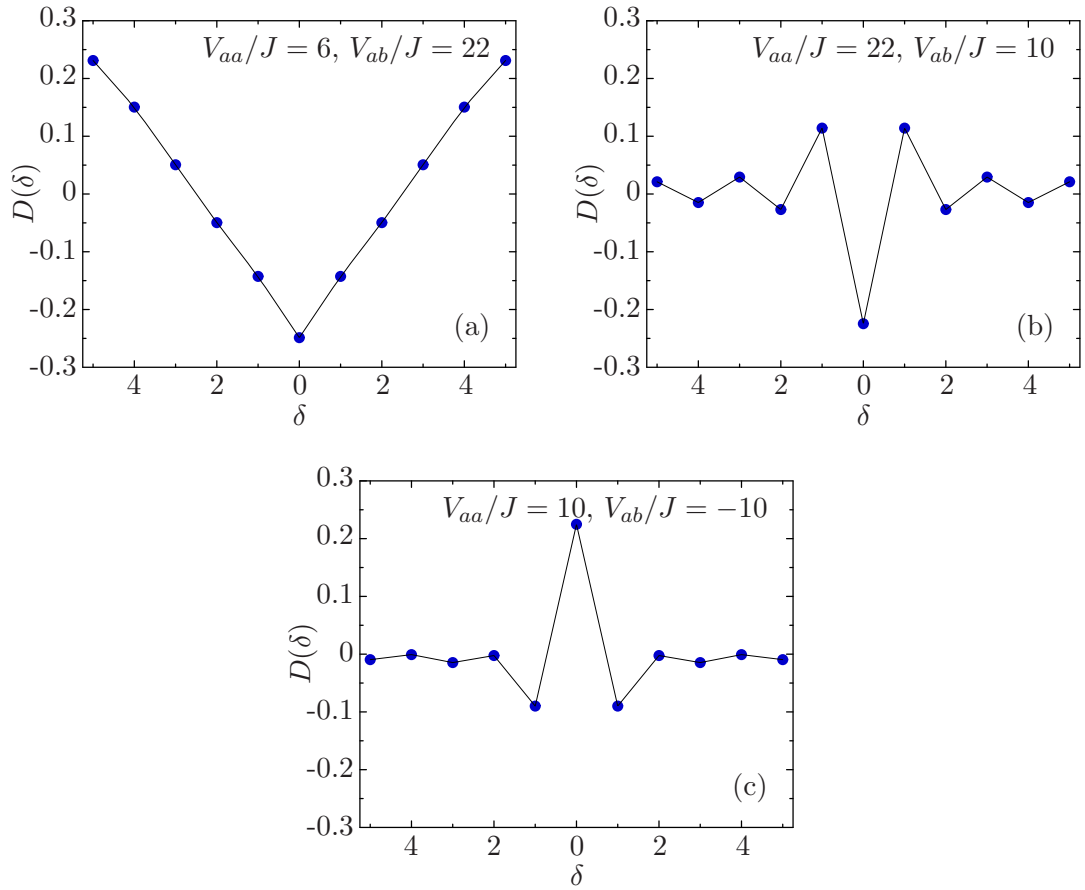 0.3
0.2
0.1
0
-0.1
-0.2
-0.3
D(δ)
V_{aa}/J = 6, V_{ab}/J = 22
(a)
4 2 0 2 4
δ
0.3
0.2
0.1
0
-0.1
-0.2
-0.3
D(δ)
V_{aa}/J = 22, V_{ab}/J = 10
(b)
4 2 0 2 4
δ
0.3
0.2
0.1
0
-0.1
-0.2
-0.3
D(δ)
V_{aa}/J = 10, V_{ab}/J = −10
(c)
4 2 0 2 4
δ